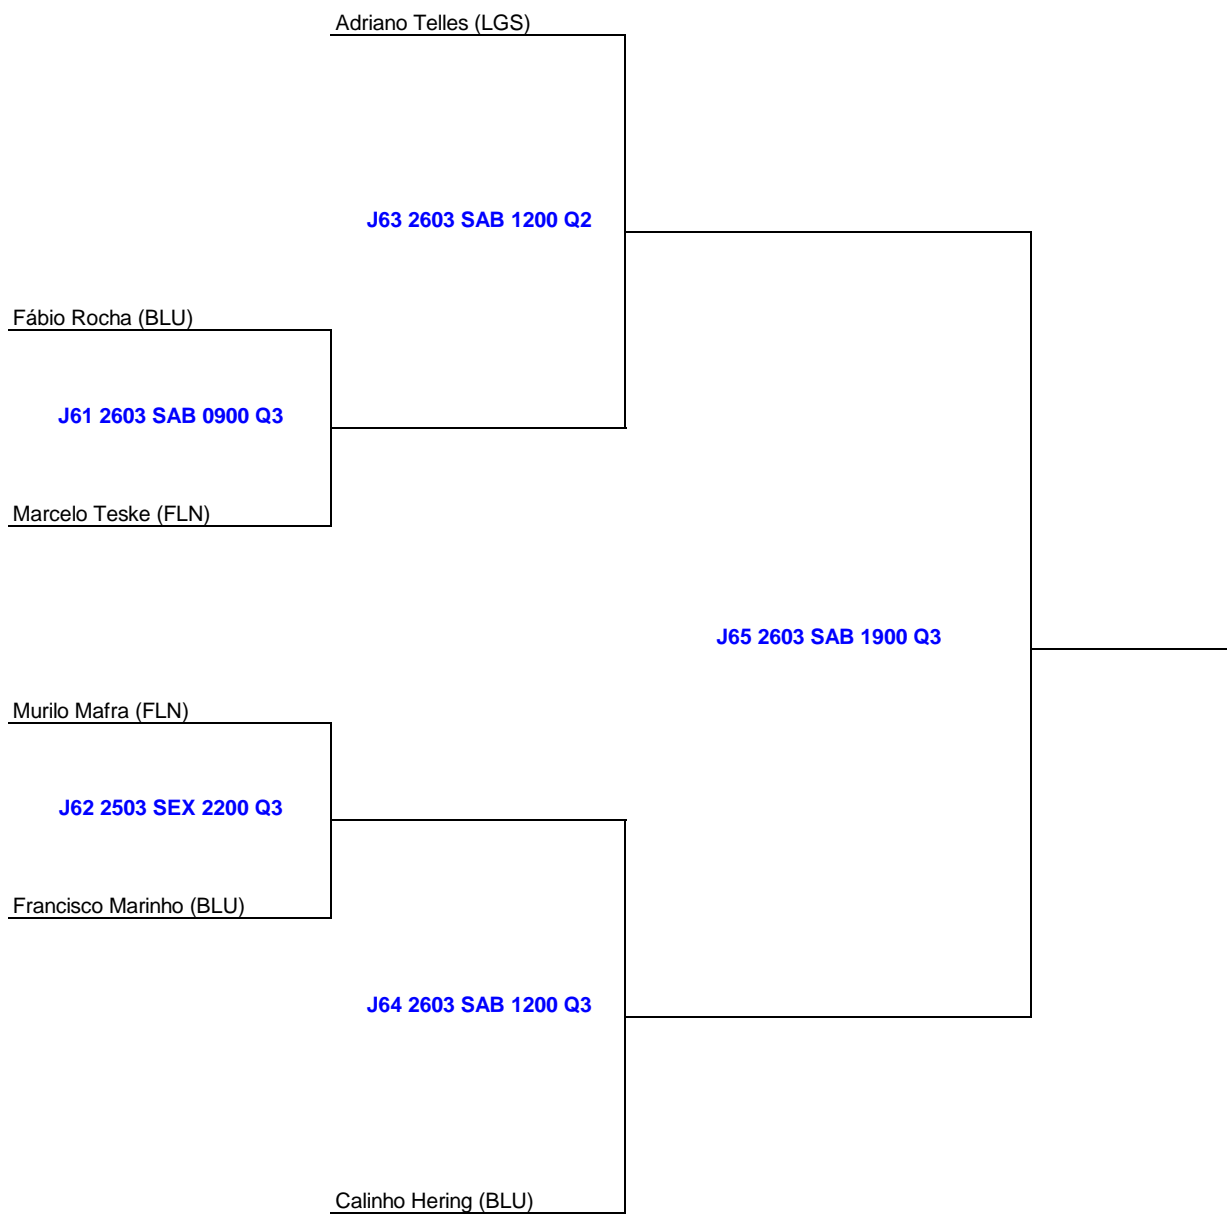 Adriano Telles (LGS)
J63 2603 SAB 1200 Q2
Fábio Rocha (BLU)
J61 2603 SAB 0900 Q3
Marcelo Teske (FLN)
J65 2603 SAB 1900 Q3
Murilo Mafra (FLN)
J62 2503 SEX 2200 Q3
Francisco Marinho (BLU)
J64 2603 SAB 1200 Q3
Calinho Hering (BLU)